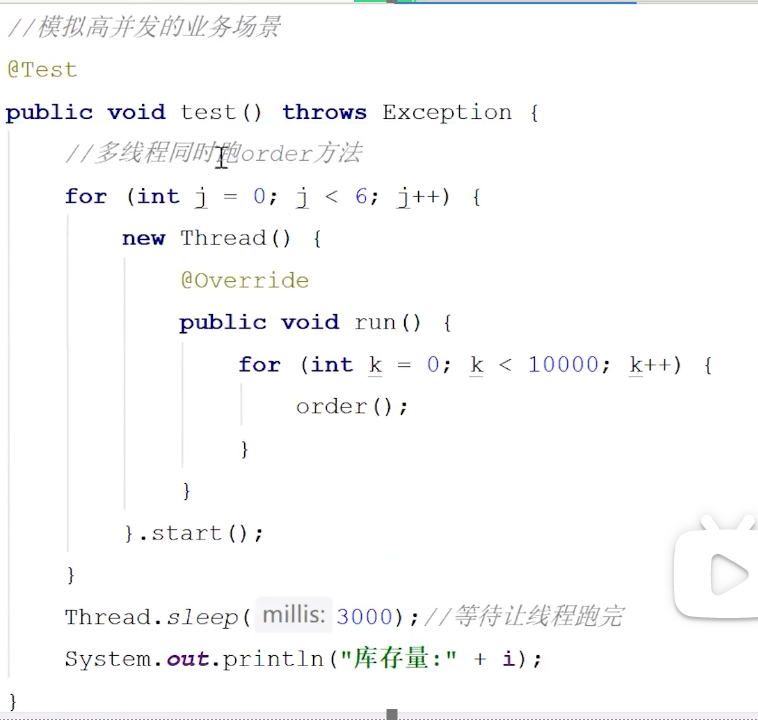 //模拟高并发的业务场景
@Test
public void test() throws Exception {
//多线程同时跑order方法
for (int j = 0; j < 6; j++) {
new Thread() {
@Override
public void run() {
for (int k = 0; k < 10000; k++) {
order();
}
}
}.start();
}
Thread.sleep( millis: 3000);//等待让线程跑完
System.out.println("库存量:" + i);
}